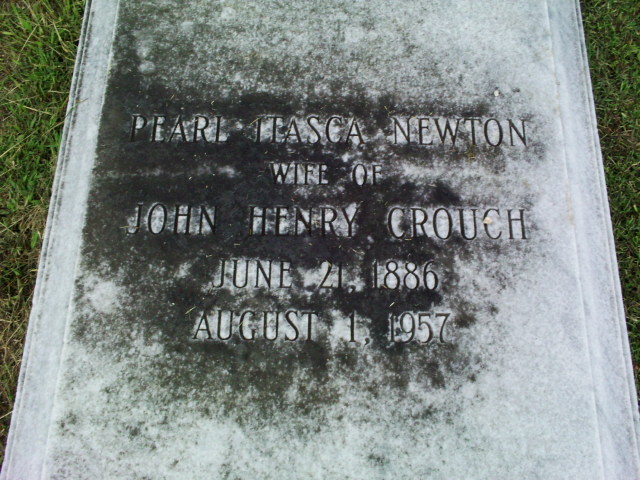 PEARL ITASCA NEWTON
WIFE OF
JOHN HENRY CROUCH
JUNE 21, 1886
AUGUST 1, 1957